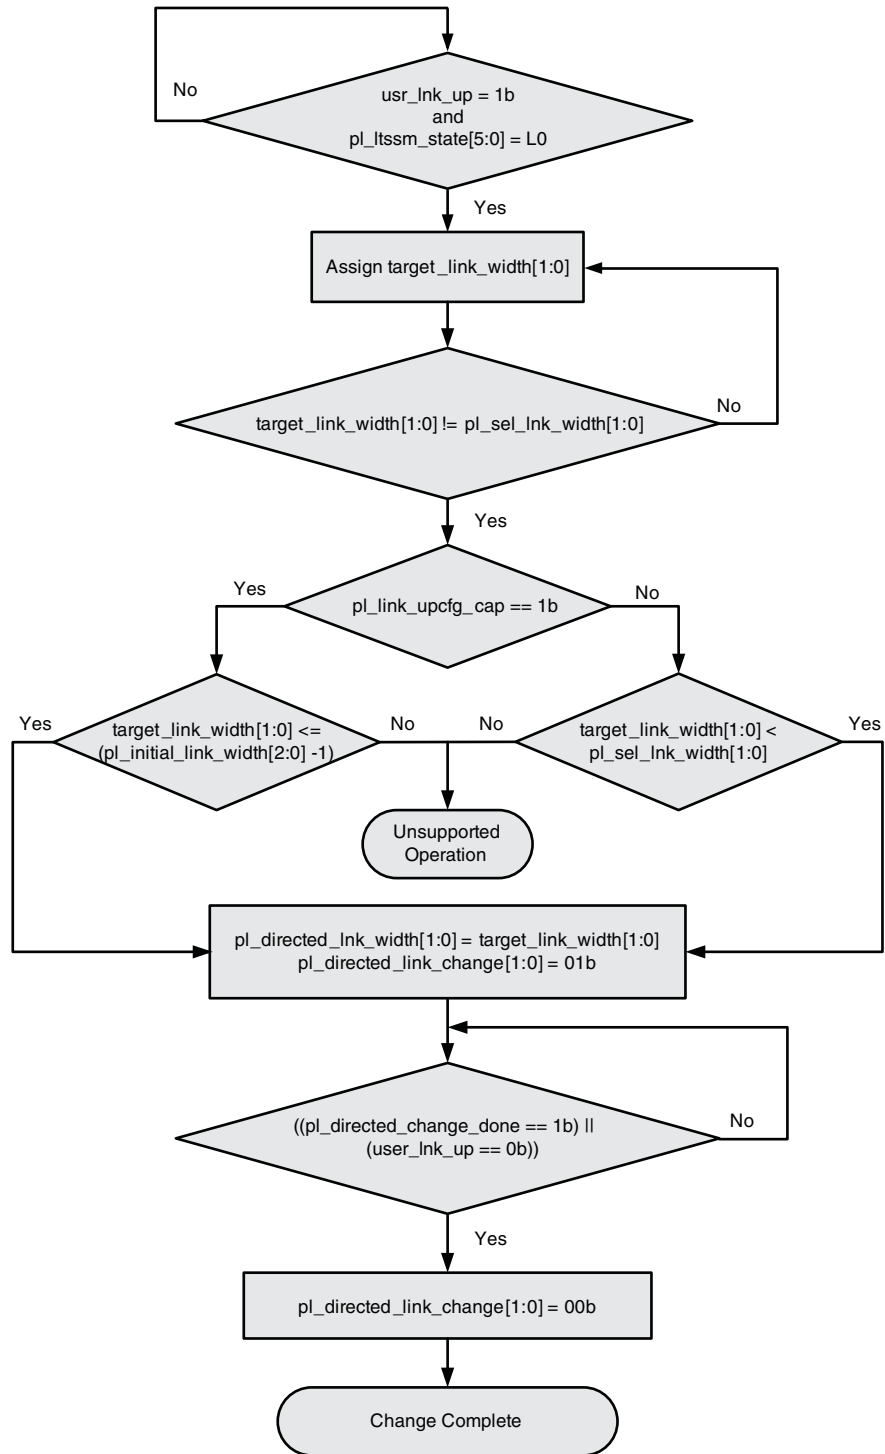 No
usr_lnk_up = 1b
and
pl_ltssm_state[5:0] = L0
Yes
Assign target_link_width[1:0]
target_link_width[1:0] != pl_sel_lnk_width[1:0]
No
Yes
Yes
pl_link_upcfg_cap == 1b
No
Yes
target_link_width[1:0] <=
(pl_initial_link_width[2:0] -1)
No
No
target_link_width[1:0] <
pl_sel_lnk_width[1:0]
Yes
Unsupported
Operation
pl_directed_lnk_width[1:0] = target_link_width[1:0]
pl_directed_link_change[1:0] = 01b
((pl_directed_change_done == 1b) ||
(user_lnk_up == 0b))
No
Yes
pl_directed_link_change[1:0] = 00b
Change Complete